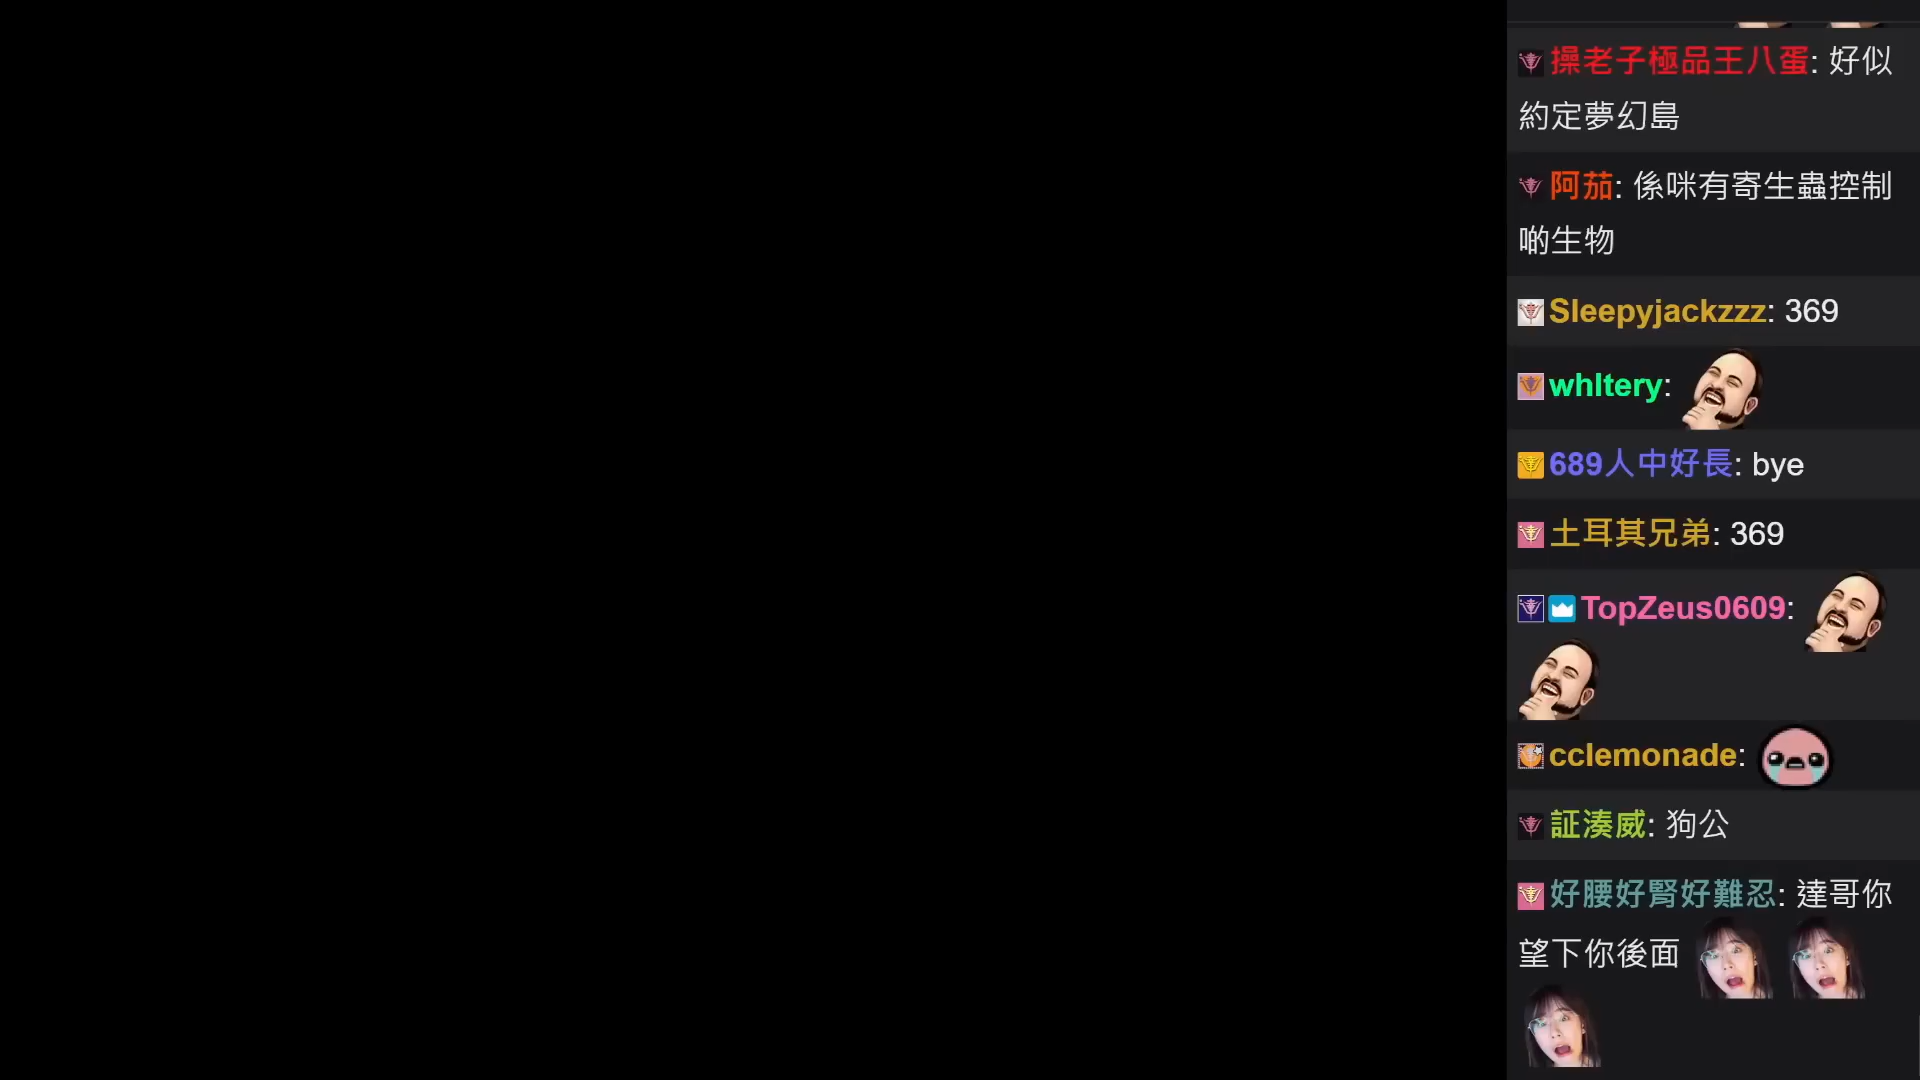 操老子極品王八蛋: 好似
約定夢幻島
阿茄: 係咪有寄生蟲控制
啲生物
Sleepyjackzzz: 369
whltery:
689人中好長: bye
土耳其兄弟: 369
TopZeus0609:
cclemonade:
証湊威: 狗公
好腰好腎好難忍: 達哥你
望下你後面